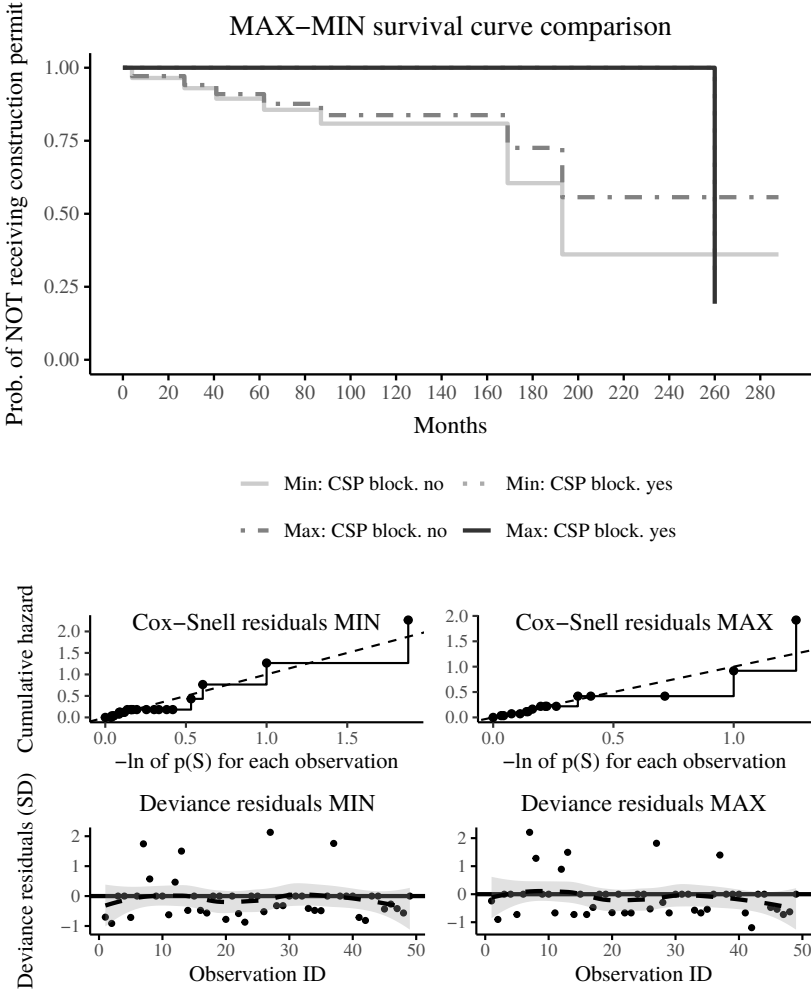 MAX−MIN survival curve comparison
Prob. of NOT receiving construction permit
1.00
0.75
0.50
0.25
0.00
0 20 40 60 80 100 120 140 160 180 200 220 240 260 280
Months
Min: CSP block. no Min: CSP block. yes
Max: CSP block. no Max: CSP block. yes
Cumulative hazard
Cox−Snell residuals MIN
2.0
1.5
1.0
0.5
0.0
0.0 0.5 1.0 1.5
−ln of p(S) for each observation
Cox−Snell residuals MAX
2.0
1.5
1.0
0.5
0.0
0.0 0.5 1.0
−ln of p(S) for each observation
Deviance residuals (SD)
Deviance residuals MIN
2
1
0
−1
0 10 20 30 40 50
Observation ID
Deviance residuals MAX
2
1
0
−1
0 10 20 30 40 50
Observation ID